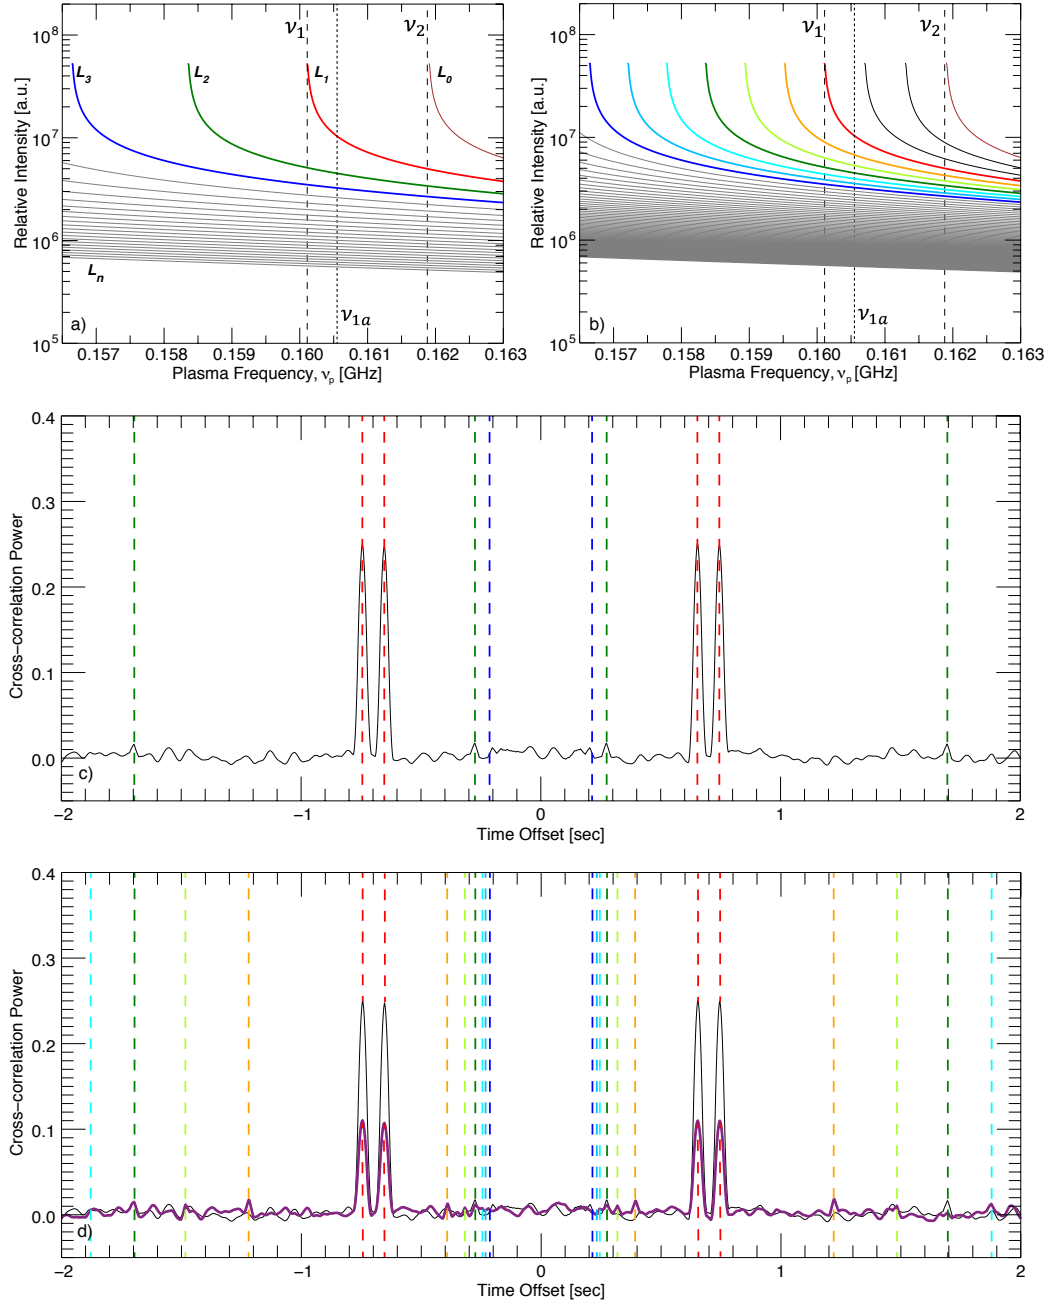 10⁸
10⁷
10⁶
10⁵
Relative Intensity [a.u.]
L₃
L₂
L₁
L₀
Lₙ
ν₁
ν₂
ν₁ₐ
a)
0.157 0.158 0.159 0.160 0.161 0.162 0.163
Plasma Frequency, νₚ [GHz]
10⁸
10⁷
10⁶
10⁵
Relative Intensity [a.u.]
ν₁
ν₂
ν₁ₐ
b)
0.157 0.158 0.159 0.160 0.161 0.162 0.163
Plasma Frequency, νₚ [GHz]
0.4
0.3
0.2
0.1
0.0
Cross−correlation Power
c)
−2 −1 0 1 2
Time Offset [sec]
0.4
0.3
0.2
0.1
0.0
Cross−correlation Power
d)
−2 −1 0 1 2
Time Offset [sec]